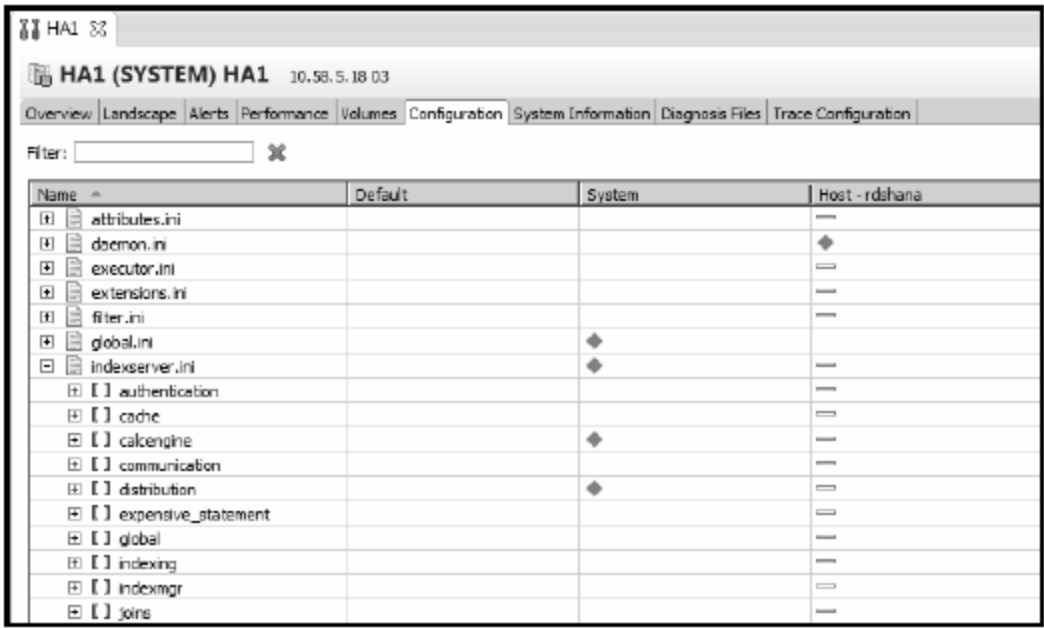 HA1
HA1 (SYSTEM) HA1 10.58.5.18 03
Overview Landscape Alerts Performance Volumes Configuration System Information Diagnosis Files Trace Configuration
Filter:
Name Default System Host - rdshana
attributes.ini
daemon.ini
executor.ini
extensions.ini
filter.ini
global.ini
indexserver.ini
[ ] authentication
[ ] cache
[ ] calcengine
[ ] communication
[ ] distribution
[ ] expensive_statement
[ ] global
[ ] indexing
[ ] indexmgr
[ ] joins